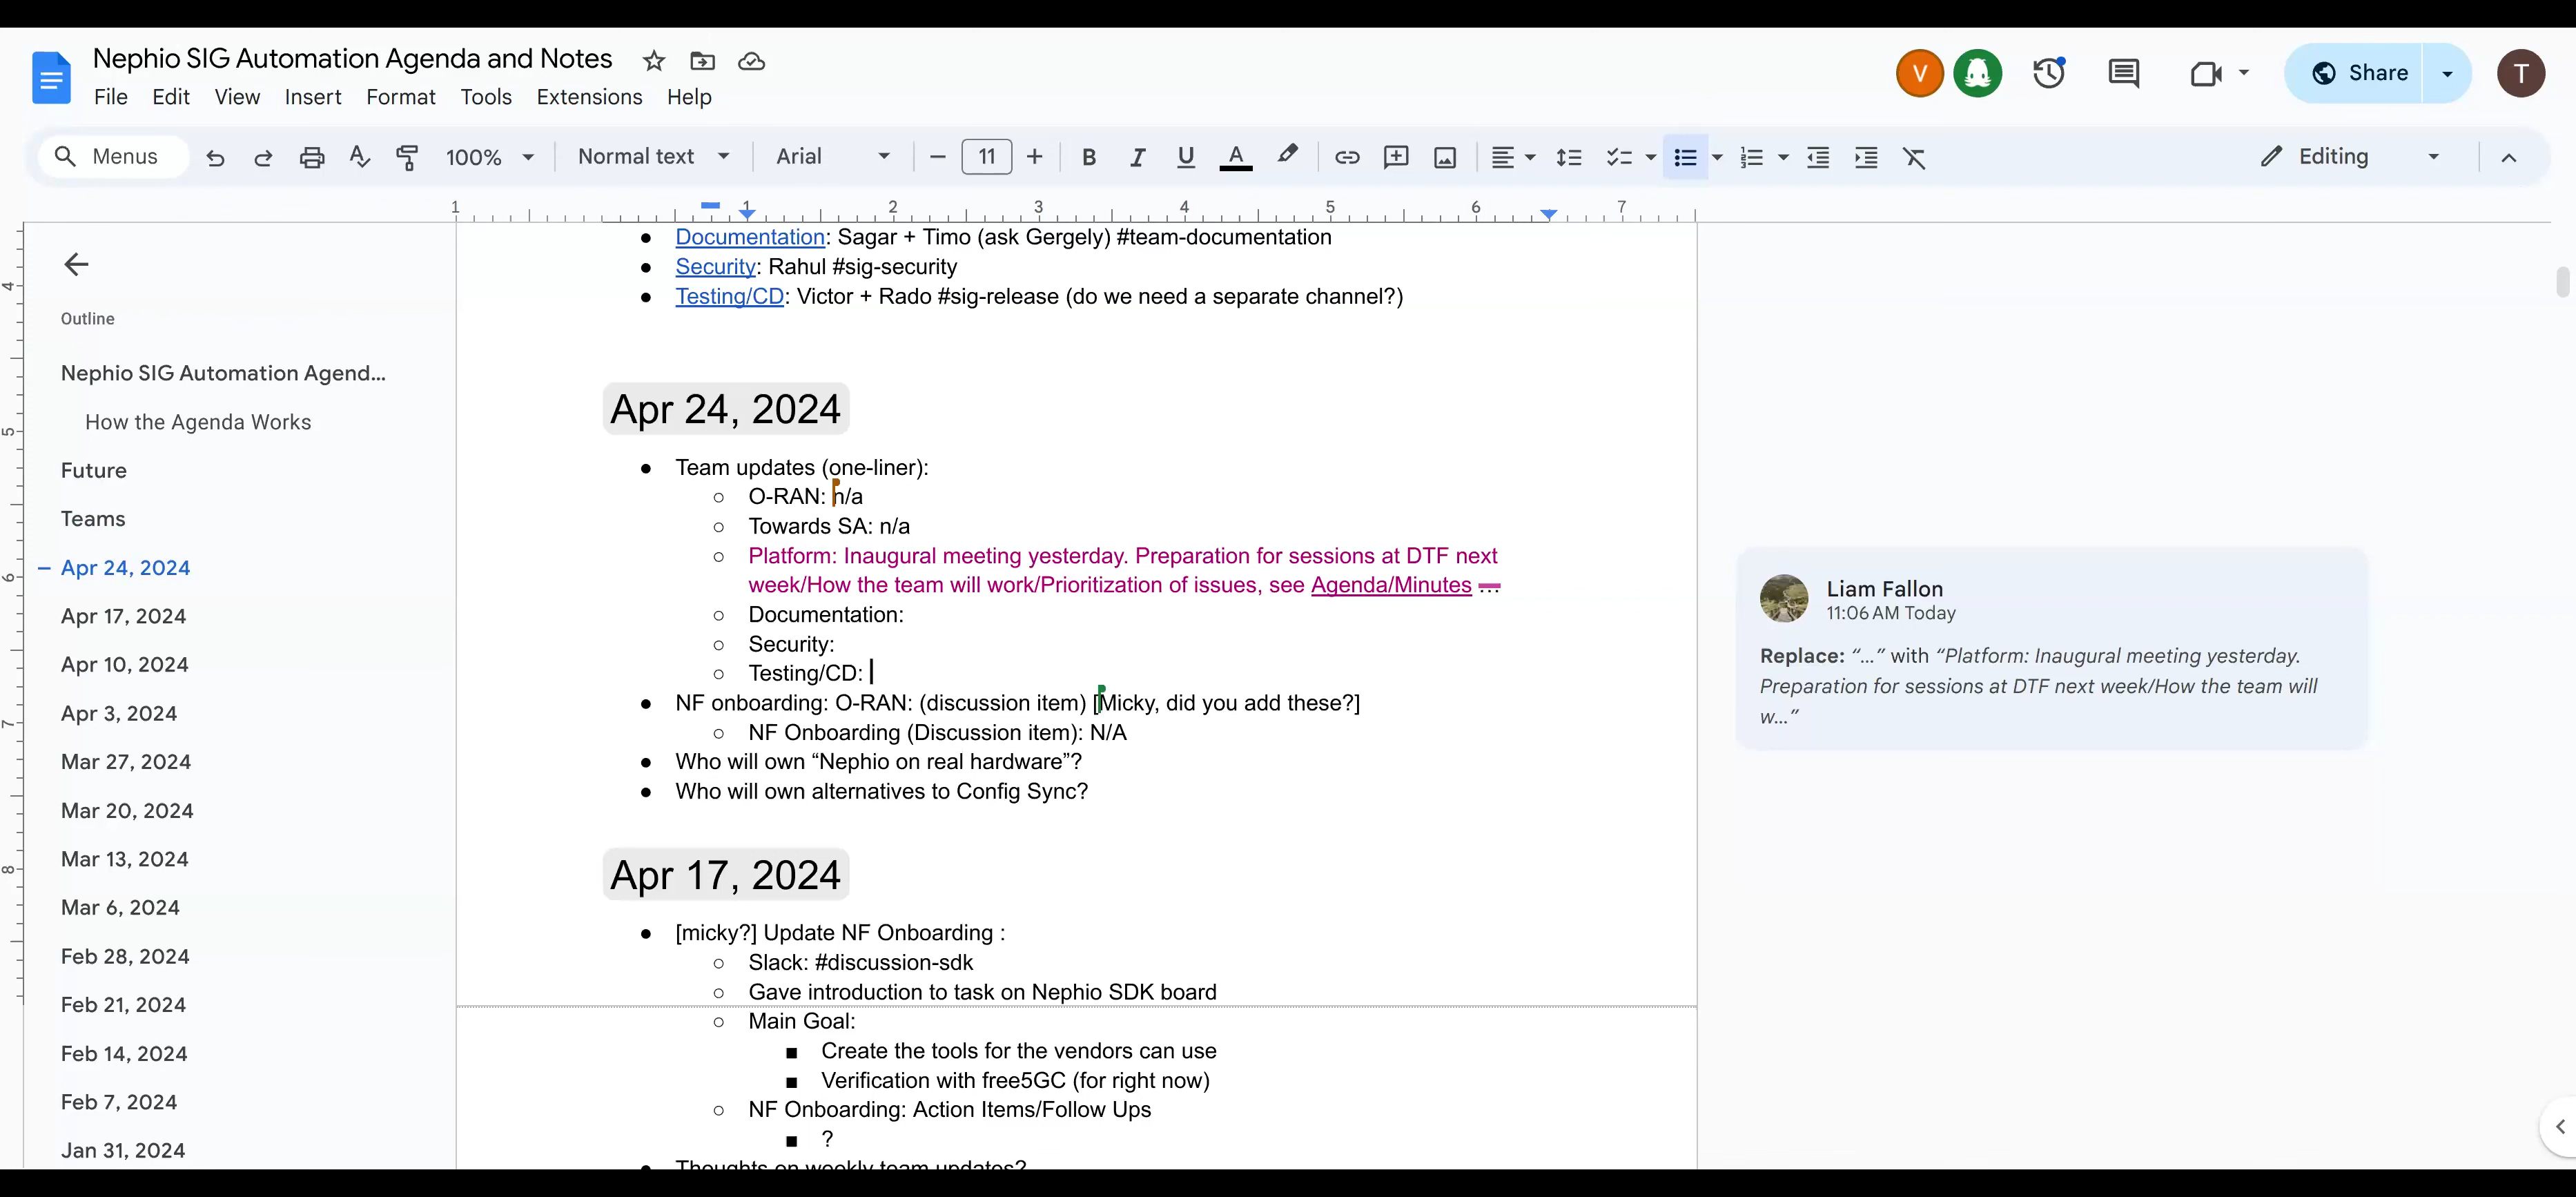 Nephio SIG Automation Agenda and Notes
File Edit View Insert Format Tools Extensions Help
V
Share
T
Menus
100%
Normal text
Arial
11
B I U A
Editing
1 1 2 3 4 5 6 7
4
5
6
7
8
Outline
Nephio SIG Automation Agend...
How the Agenda Works
Future
Teams
Apr 24, 2024
Apr 17, 2024
Apr 10, 2024
Apr 3, 2024
Mar 27, 2024
Mar 20, 2024
Mar 13, 2024
Mar 6, 2024
Feb 28, 2024
Feb 21, 2024
Feb 14, 2024
Feb 7, 2024
Jan 31, 2024
● Documentation: Sagar + Timo (ask Gergely) #team-documentation
● Security: Rahul #sig-security
● Testing/CD: Victor + Rado #sig-release (do we need a separate channel?)
Apr 24, 2024
● Team updates (one-liner):
○ O-RAN: n/a
○ Towards SA: n/a
○ Platform: Inaugural meeting yesterday. Preparation for sessions at DTF next
week/How the team will work/Prioritization of issues, see Agenda/Minutes ...
○ Documentation:
○ Security:
○ Testing/CD:
● NF onboarding: O-RAN: (discussion item) [Micky, did you add these?]
○ NF Onboarding (Discussion item): N/A
● Who will own “Nephio on real hardware”?
● Who will own alternatives to Config Sync?
Apr 17, 2024
● [micky?] Update NF Onboarding :
○ Slack: #discussion-sdk
○ Gave introduction to task on Nephio SDK board
○ Main Goal:
■ Create the tools for the vendors can use
■ Verification with free5GC (for right now)
○ NF Onboarding: Action Items/Follow Ups
■ ?
● Thoughts on weekly team updates?
Liam Fallon
11:06 AM Today
Replace: “...” with “Platform: Inaugural meeting yesterday.
Preparation for sessions at DTF next week/How the team will
w...”